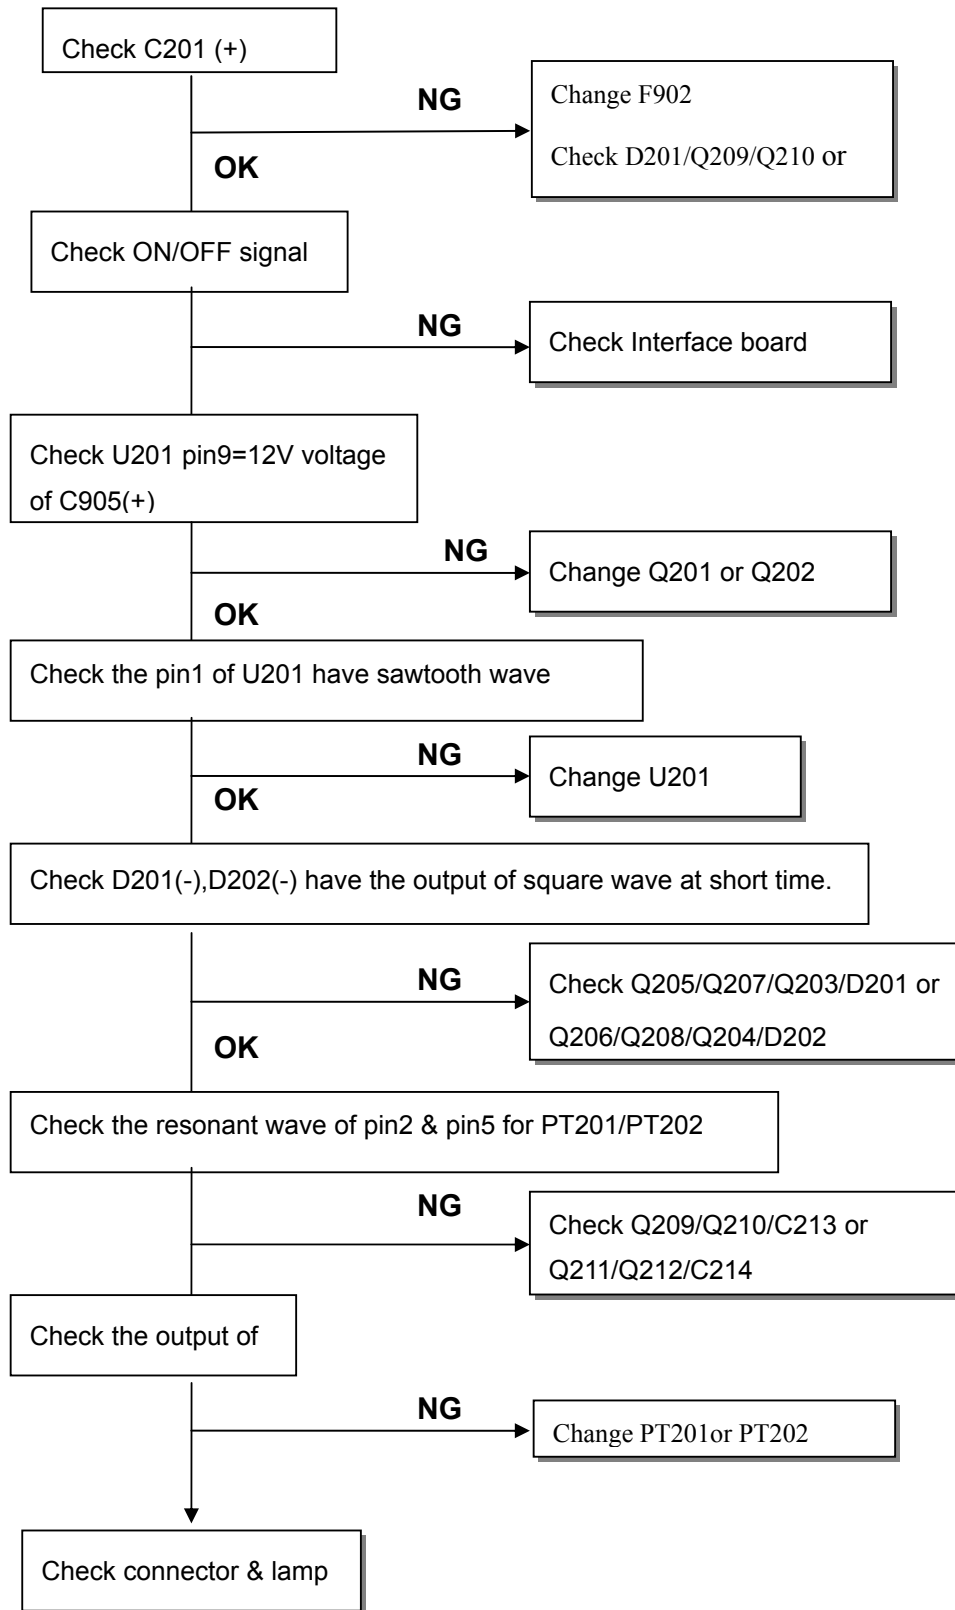 Check C201 (+)
NG
Change F902
Check D201/Q209/Q210 or
OK
Check ON/OFF signal
NG
Check Interface board
Check U201 pin9=12V voltage
of C905(+)
NG
Change Q201 or Q202
OK
Check the pin1 of U201 have sawtooth wave
NG
Change U201
OK
Check D201(-),D202(-) have the output of square wave at short time.
NG
Check Q205/Q207/Q203/D201 or
Q206/Q208/Q204/D202
OK
Check the resonant wave of pin2 & pin5 for PT201/PT202
NG
Check Q209/Q210/C213 or
Q211/Q212/C214
Check the output of
NG
Change PT201or PT202
Check connector & lamp